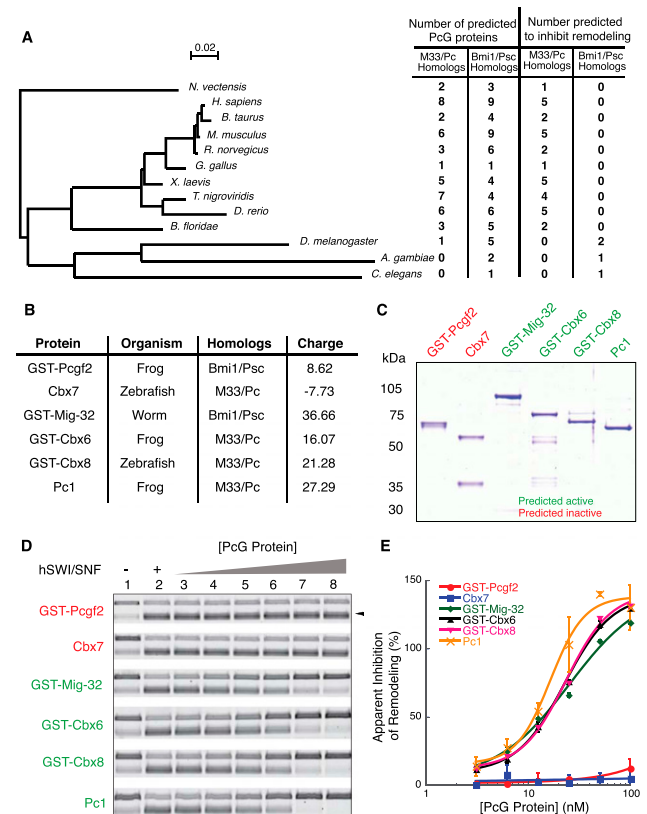 A
0.02
Number of predicted PcG proteins
Number predicted to inhibit remodeling
M33/Pc Homologs
Bmi1/Psc Homologs
M33/Pc Homologs
Bmi1/Psc Homologs
N. vectensis 2 3 1 0
H. sapiens 8 9 5 0
B. taurus 2 4 2 0
M. musculus 6 9 5 0
R. norvegicus 3 6 2 0
G. gallus 1 1 1 0
X. laevis 5 4 5 0
T. nigroviridis 7 4 4 0
D. rerio 6 6 5 0
B. floridae 3 5 2 0
D. melanogaster 1 5 0 2
A. gambiae 0 2 0 1
C. elegans 0 1 0 1
B
Protein Organism Homologs Charge
GST-Pcgf2 Frog Bmi1/Psc 8.62
Cbx7 Zebrafish M33/Pc -7.73
GST-Mig-32 Worm Bmi1/Psc 36.66
GST-Cbx6 Frog M33/Pc 16.07
GST-Cbx8 Zebrafish M33/Pc 21.28
Pc1 Frog M33/Pc 27.29
C
GST-Pcgf2
Cbx7
GST-Mig-32
GST-Cbx6
GST-Cbx8
Pc1
kDa
105
75
50
35
30
Predicted active
Predicted inactive
D
[PcG Protein]
hSWI/SNF - +
1 2 3 4 5 6 7 8
GST-Pcgf2
Cbx7
GST-Mig-32
GST-Cbx6
GST-Cbx8
Pc1
E
Apparent Inhibition of Remodeling (%)
150
100
50
0
GST-Pcgf2
Cbx7
GST-Mig-32
GST-Cbx6
GST-Cbx8
Pc1
1 10 100
[PcG Protein] (nM)